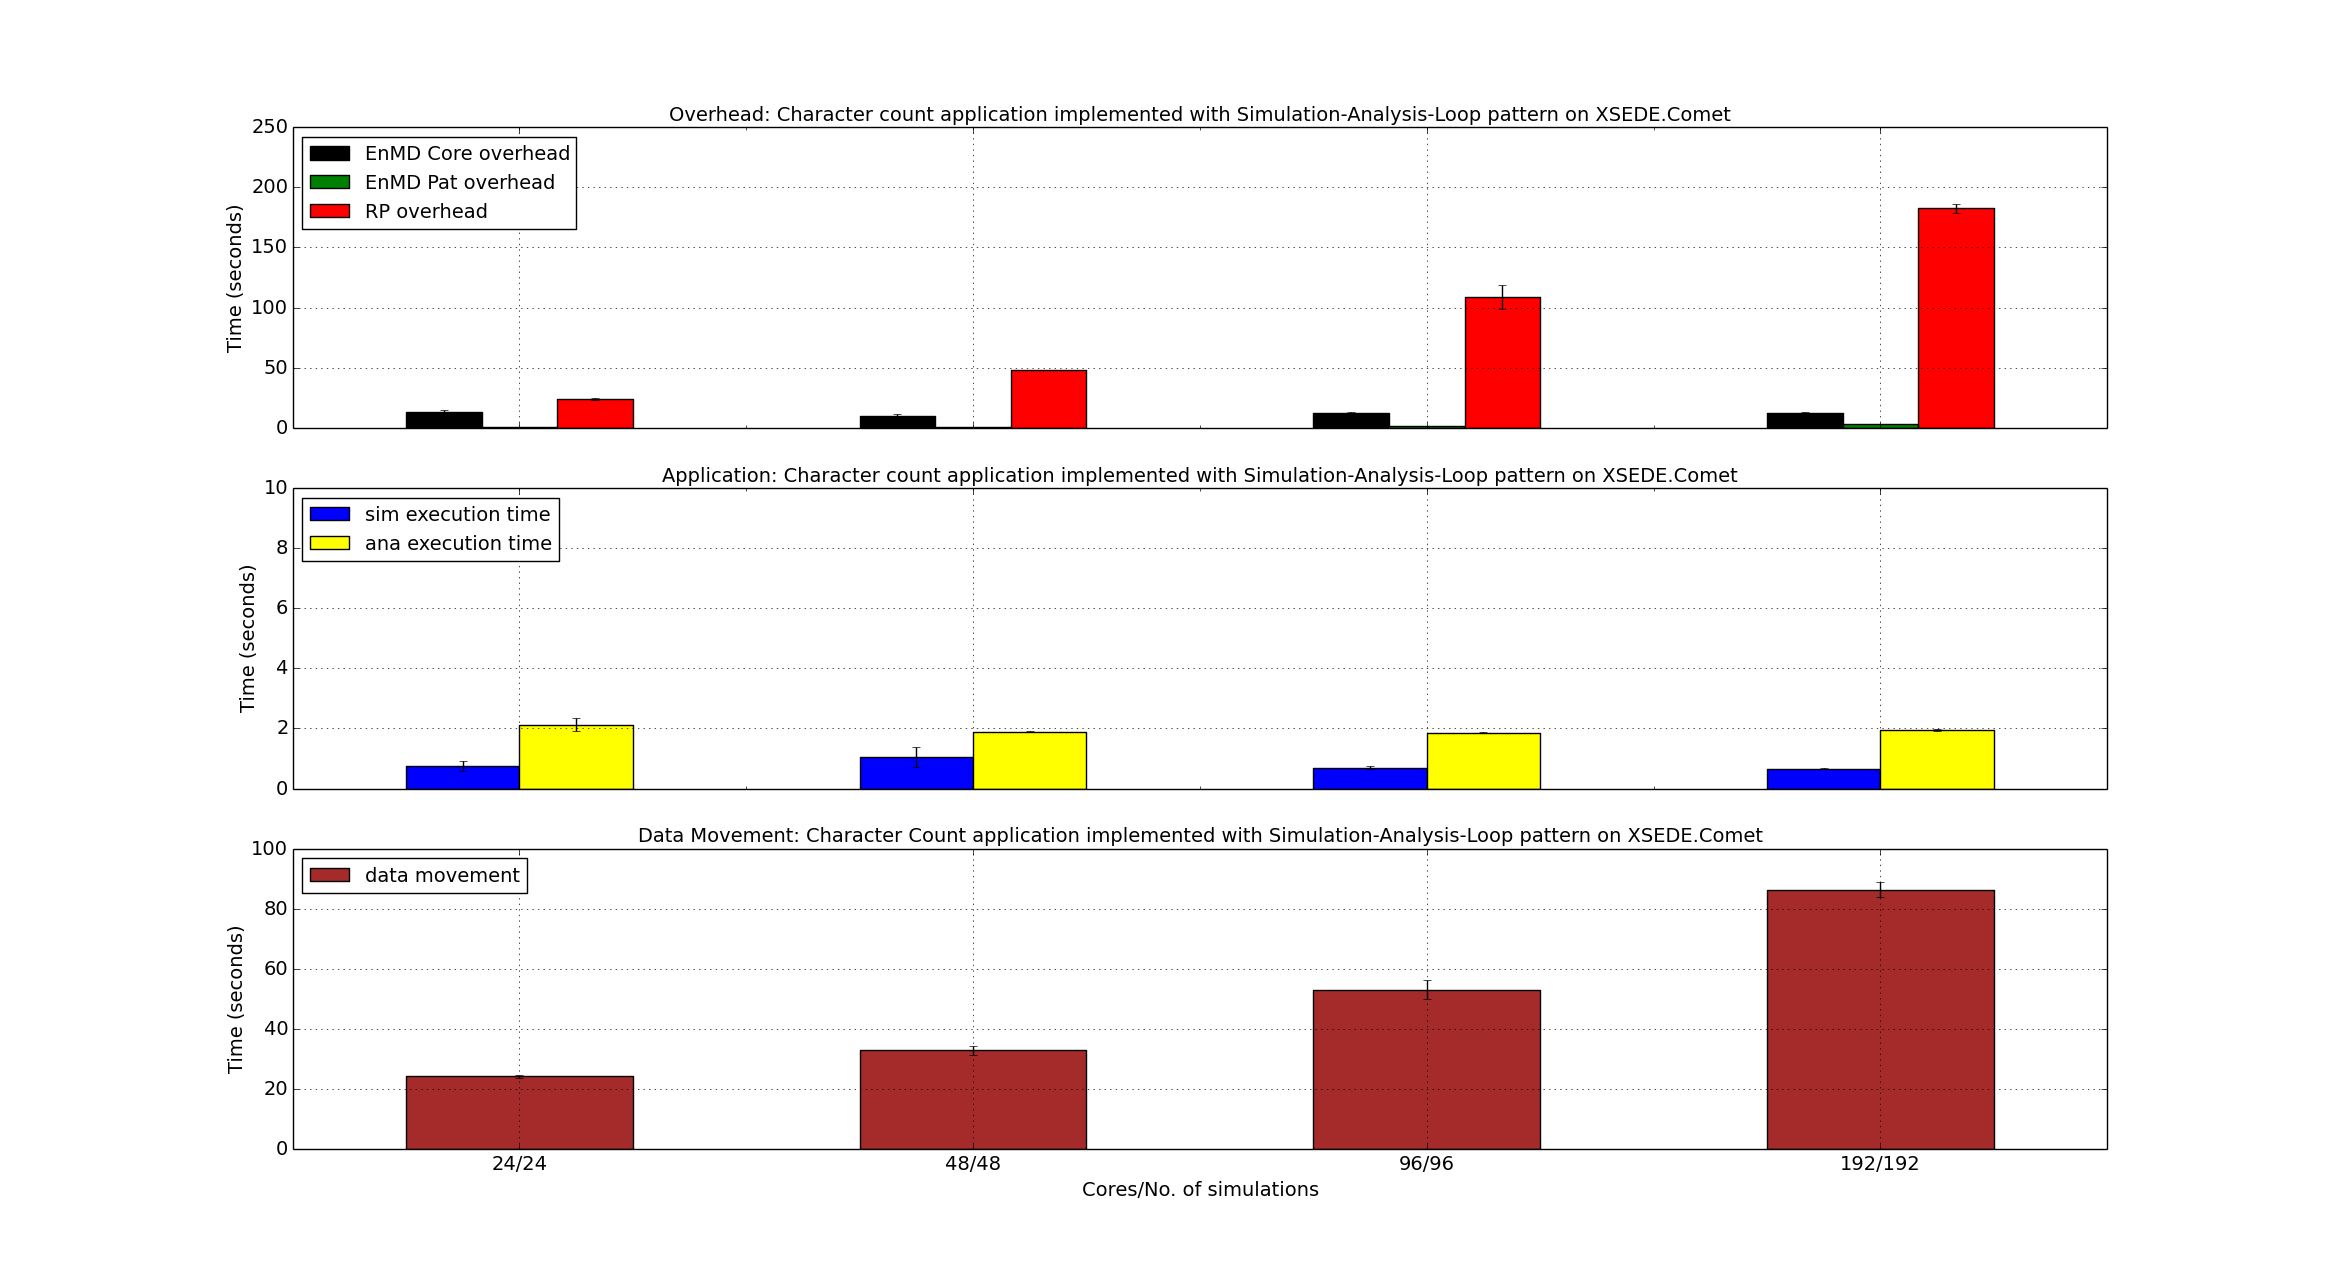 Overhead: Character count application implemented with Simulation-Analysis-Loop pattern on XSEDE.Comet
250
200
150
100
50
0
Time (seconds)
EnMD Core overhead
EnMD Pat overhead
RP overhead
Application: Character count application implemented with Simulation-Analysis-Loop pattern on XSEDE.Comet
10
8
6
4
2
0
Time (seconds)
sim execution time
ana execution time
Data Movement: Character Count application implemented with Simulation-Analysis-Loop pattern on XSEDE.Comet
100
80
60
40
20
0
Time (seconds)
data movement
24/24
48/48
96/96
192/192
Cores/No. of simulations